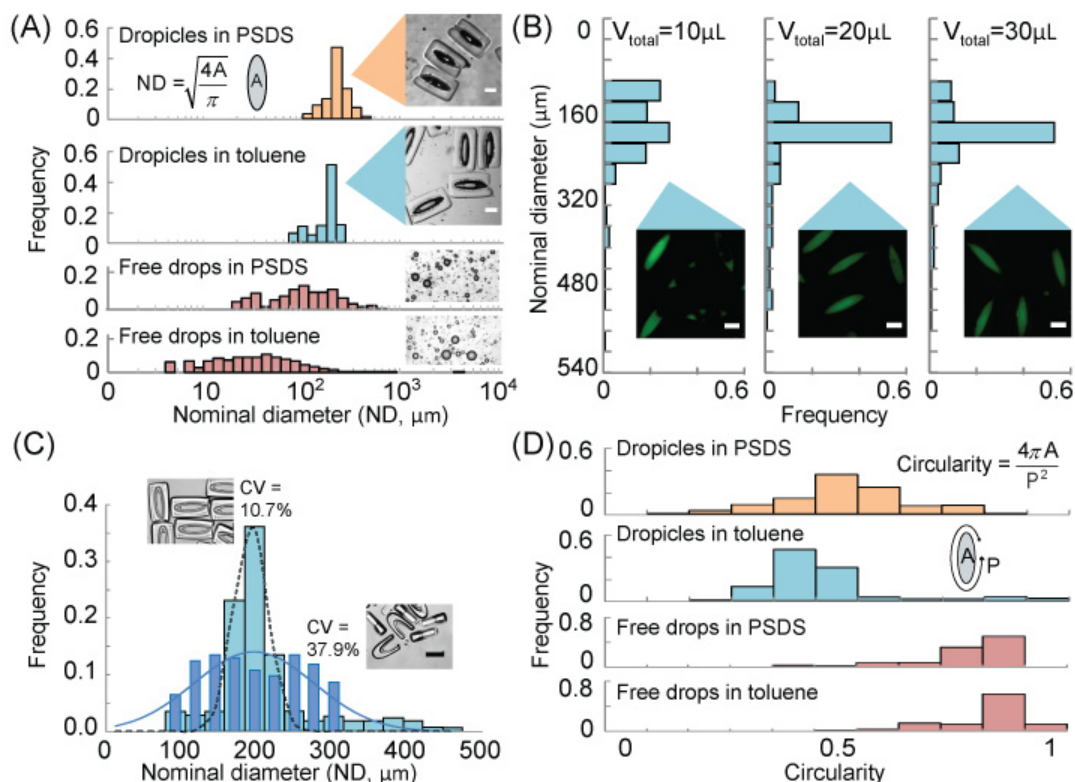 (A)
Dropicles in PSDS
ND = √(4A/π)
A
0.6
0.4
0.2
0
Dropicles in toluene
0.6
0.4
0.2
0
Free drops in PSDS
0.2
0
Free drops in toluene
0.2
0
Frequency
0 10 10² 10³ 10⁴
Nominal diameter (ND, μm)
(B)
V_total=10μL V_total=20μL V_total=30μL
0
160
320
480
540
Nominal diameter (μm)
0 0.6 0 0.6 0 0.6
Frequency
(C)
CV =
10.7%
CV =
37.9%
0.4
0.3
0.2
0.1
0.0
Frequency
0 100 200 300 400 500
Nominal diameter (ND, μm)
(D)
Dropicles in PSDS
Circularity = 4πA/P²
0.6
0
Dropicles in toluene
A P
0.6
0
Free drops in PSDS
0.8
0
Free drops in toluene
0.8
0
Frequency
0 0.5 1
Circularity